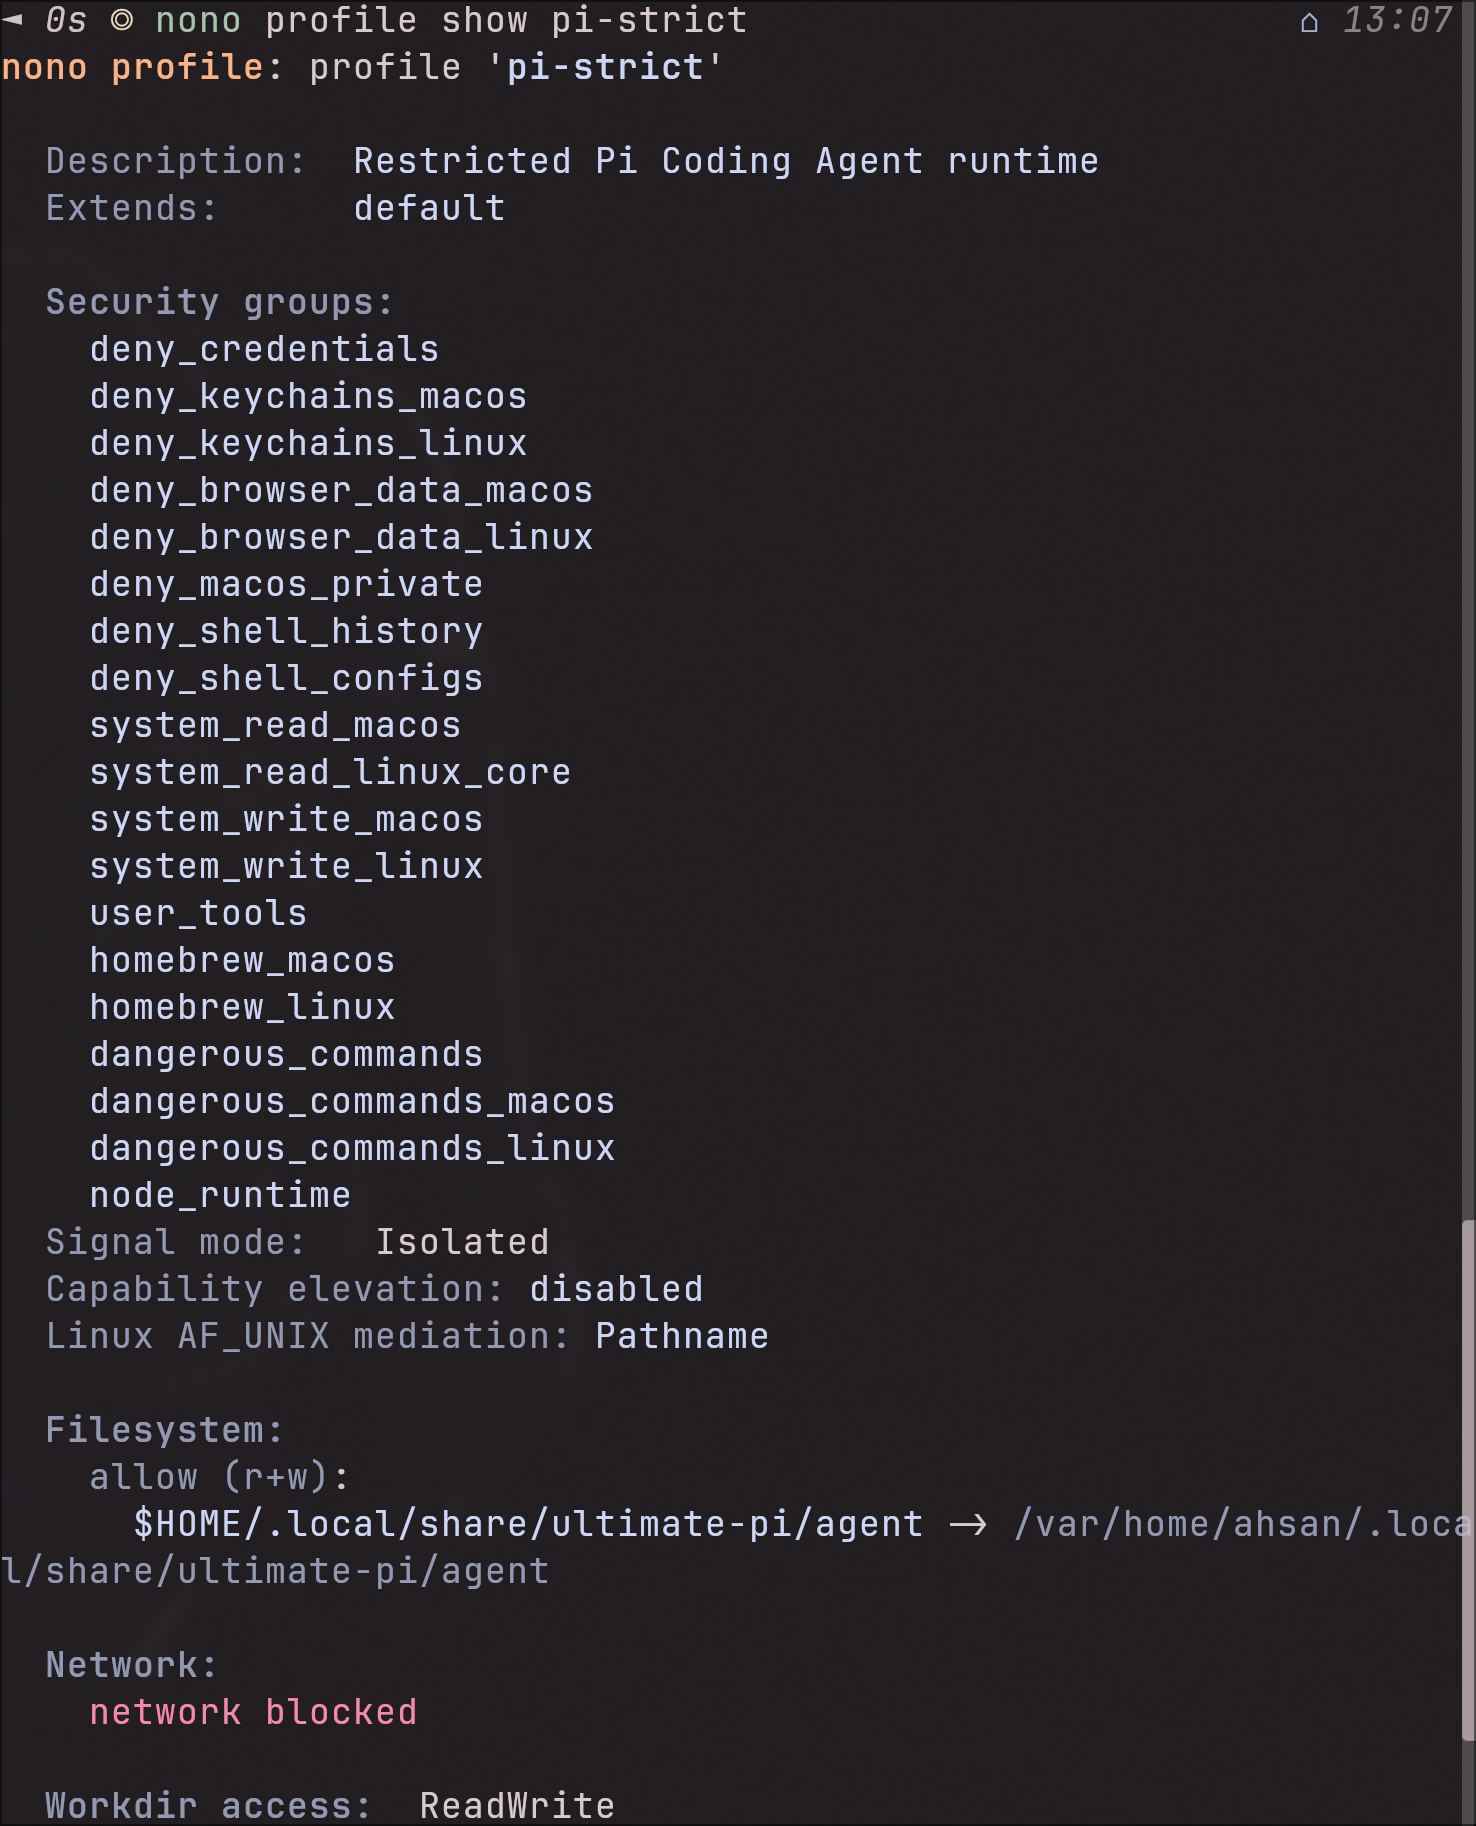 ◄ 0s ◎ nono profile show pi-strict ⌂ 13:07
nono profile: profile 'pi-strict'
Description: Restricted Pi Coding Agent runtime
Extends: default
Security groups:
deny_credentials
deny_keychains_macos
deny_keychains_linux
deny_browser_data_macos
deny_browser_data_linux
deny_macos_private
deny_shell_history
deny_shell_configs
system_read_macos
system_read_linux_core
system_write_macos
system_write_linux
user_tools
homebrew_macos
homebrew_linux
dangerous_commands
dangerous_commands_macos
dangerous_commands_linux
node_runtime
Signal mode: Isolated
Capability elevation: disabled
Linux AF_UNIX mediation: Pathname
Filesystem:
allow (r+w):
$HOME/.local/share/ultimate-pi/agent → /var/home/ahsan/.loca
l/share/ultimate-pi/agent
Network:
network blocked
Workdir access: ReadWrite